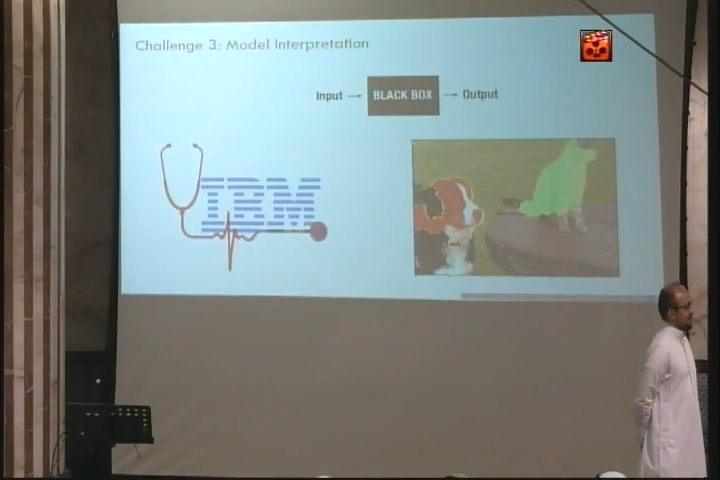 Challenge 3: Model Interpretation
Input → BLACK BOX → Output
IBM